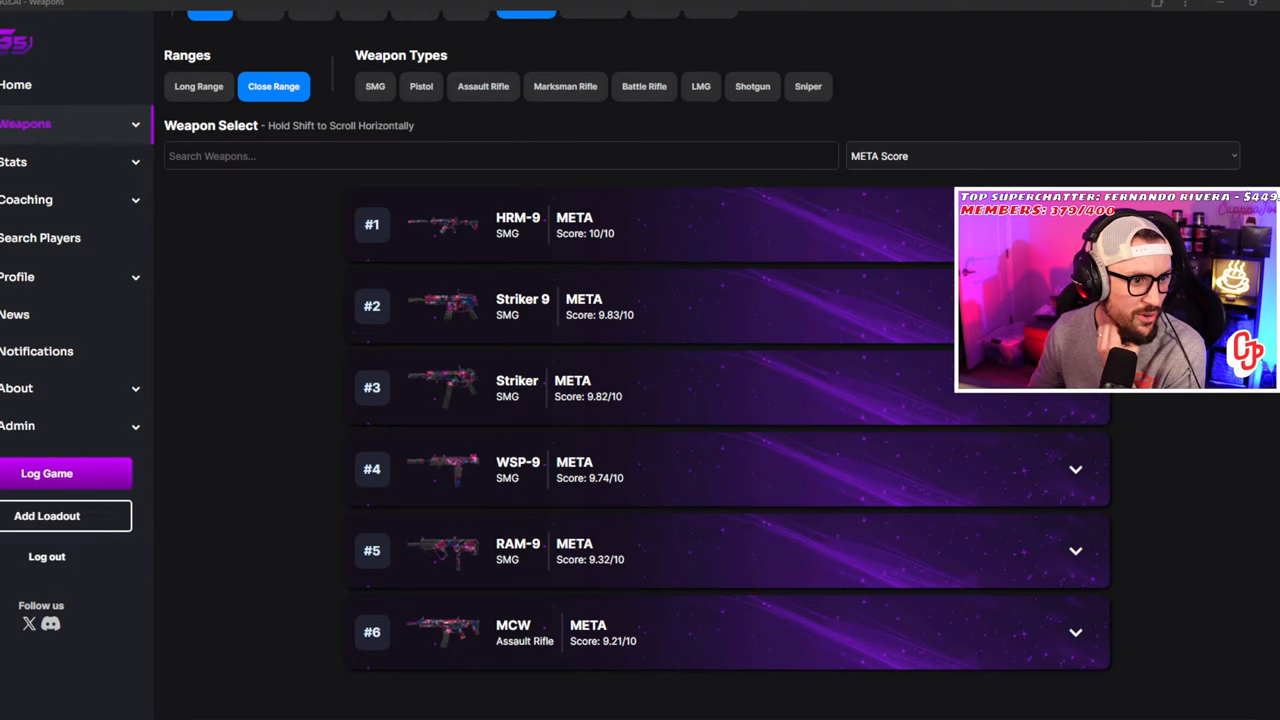 Weapons
Ranges
Weapon Types
Long Range
Close Range
SMG
Pistol
Assault Rifle
Marksman Rifle
Battle Rifle
LMG
Shotgun
Sniper
Weapon Select - Hold Shift to Scroll Horizontally
Search Weapons...
META Score
Home
Weapons
Stats
Coaching
Search Players
Profile
News
Notifications
About
Admin
Log Game
Add Loadout
Log out
Follow us
#1
HRM-9
SMG
META
Score: 10/10
#2
Striker 9
SMG
META
Score: 9.83/10
#3
Striker
SMG
META
Score: 9.82/10
#4
WSP-9
SMG
META
Score: 9.74/10
#5
RAM-9
SMG
META
Score: 9.32/10
#6
MCW
Assault Rifle
META
Score: 9.21/10
TOP SUPERCHATTER: FERNANDO RIVERA - $449.
MEMBERS: 379/400
CJ